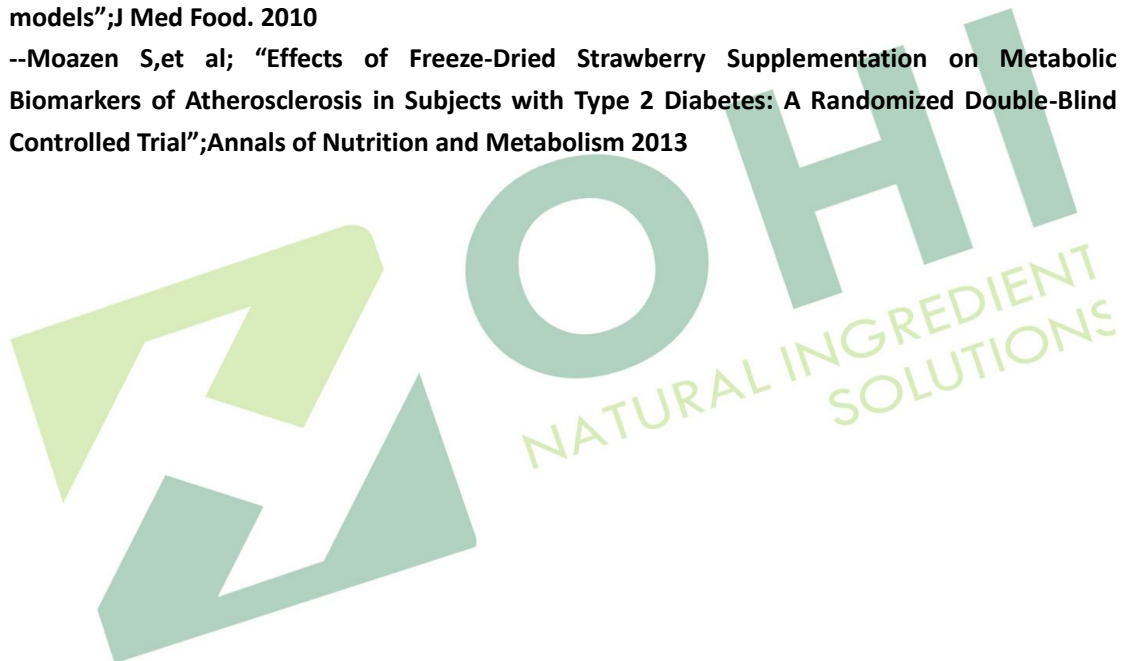 models”;J Med Food. 2010
--Moazen S,et al; “Effects of Freeze-Dried Strawberry Supplementation on Metabolic
Biomarkers of Atherosclerosis in Subjects with Type 2 Diabetes: A Randomized Double-Blind
Controlled Trial”;Annals of Nutrition and Metabolism 2013
OHI
NATURAL INGREDIENT
SOLUTIONS